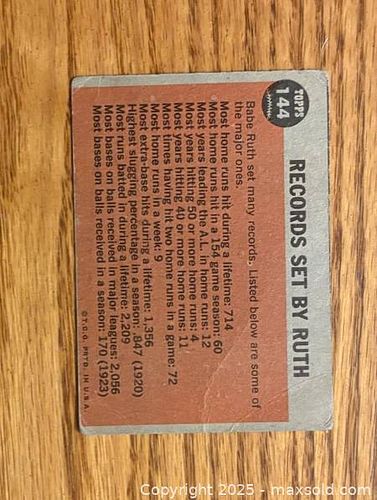 TOPPS
144
RECORDS SET BY RUTH
Babe Ruth set many records. Listed below are some of
the major ones.
Most home runs hit during a lifetime: 714
Most home runs hit in a 154 game season: 60
Most years leading the A.L. in home runs: 12
Most years hitting 50 or more home runs: 4
Most years hitting 40 or more home runs: 11
Most times having hit two home runs in a game: 72
Most home runs in a week: 9
Most extra-base hits during a lifetime: 1,356
Highest slugging percentage in a season: .847 (1920)
Most runs batted in during a lifetime: 2,209
Most bases on balls received in major leagues: 2,056
Most bases on balls received in a season: 170 (1923)
© T.C.G. PRTD. IN U.S.A.
Copyright 2025 - maxsold.com